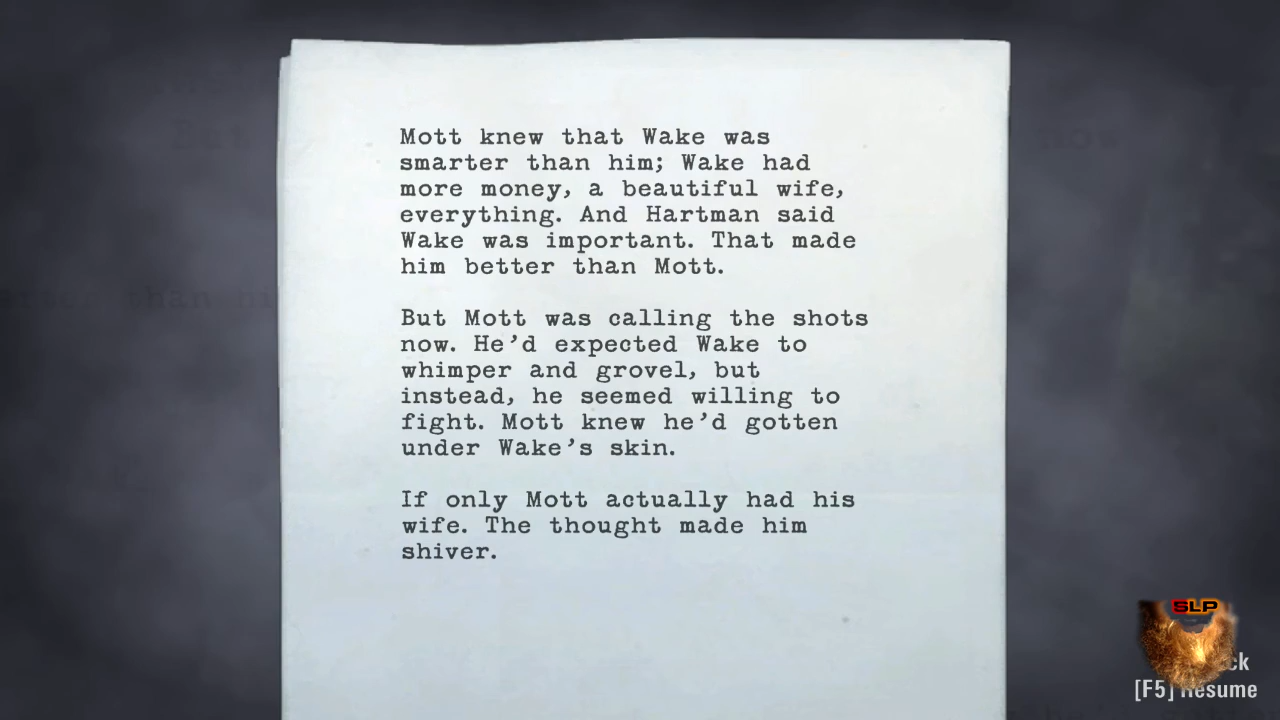 Mott knew that Wake was
smarter than him; Wake had
more money, a beautiful wife,
everything. And Hartman said
Wake was important. That made
him better than Mott.
But Mott was calling the shots
now. He'd expected Wake to
whimper and grovel, but
instead, he seemed willing to
fight. Mott knew he'd gotten
under Wake's skin.
If only Mott actually had his
wife. The thought made him
shiver.
SLP
[F5] Resume